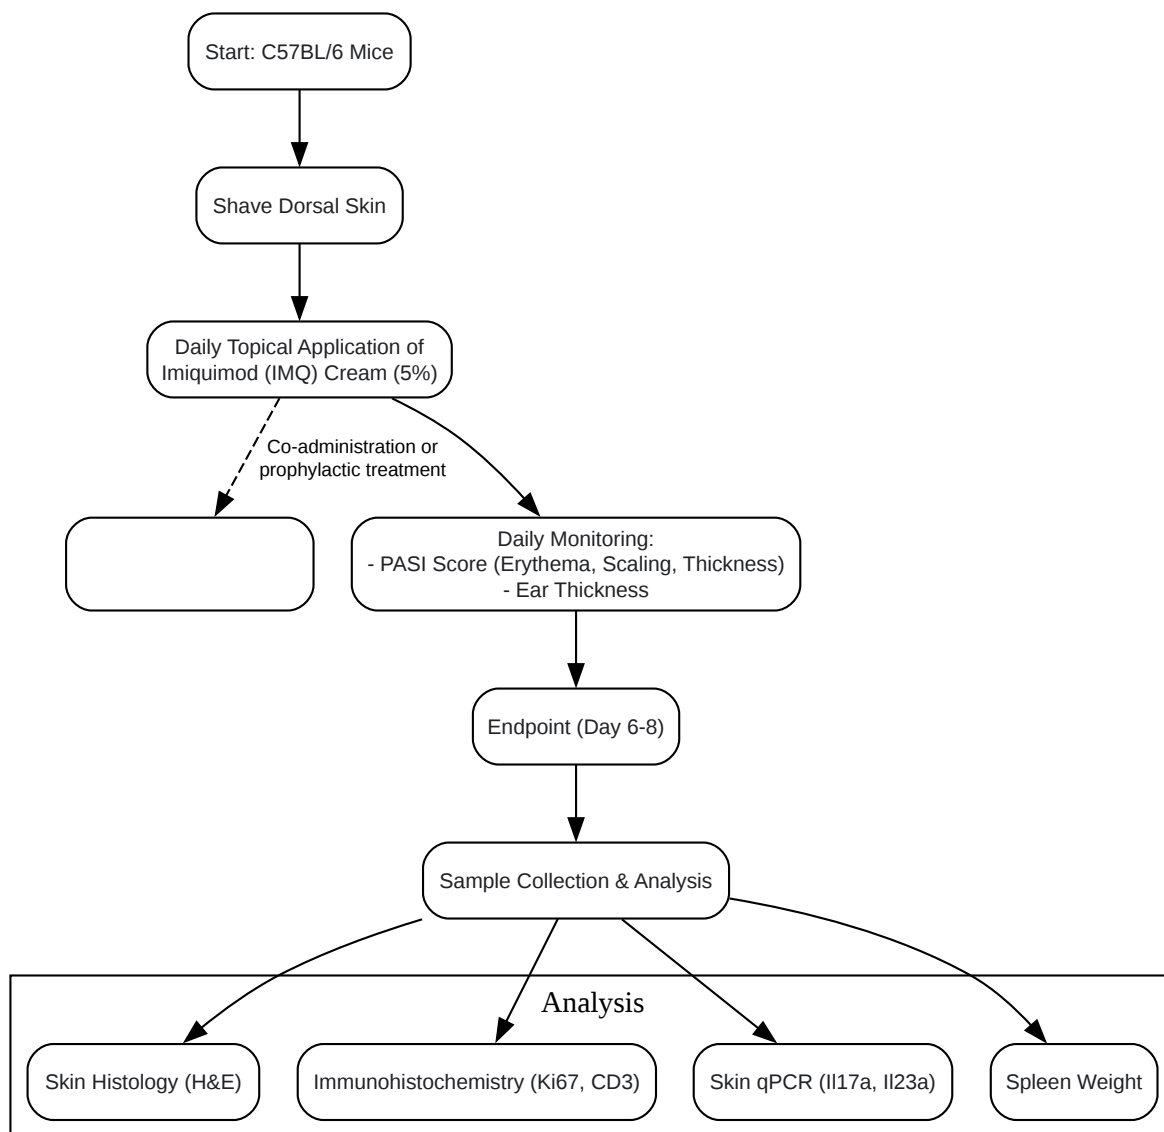 Start: C57BL/6 Mice
Shave Dorsal Skin
Daily Topical Application of
Imiquimod (IMQ) Cream (5%)
Co-administration or
prophylactic treatment
Daily Monitoring:
- PASI Score (Erythema, Scaling, Thickness)
- Ear Thickness
Endpoint (Day 6-8)
Sample Collection & Analysis
Analysis
Skin Histology (H&E)
Immunohistochemistry (Ki67, CD3)
Skin qPCR (Il17a, Il23a)
Spleen Weight